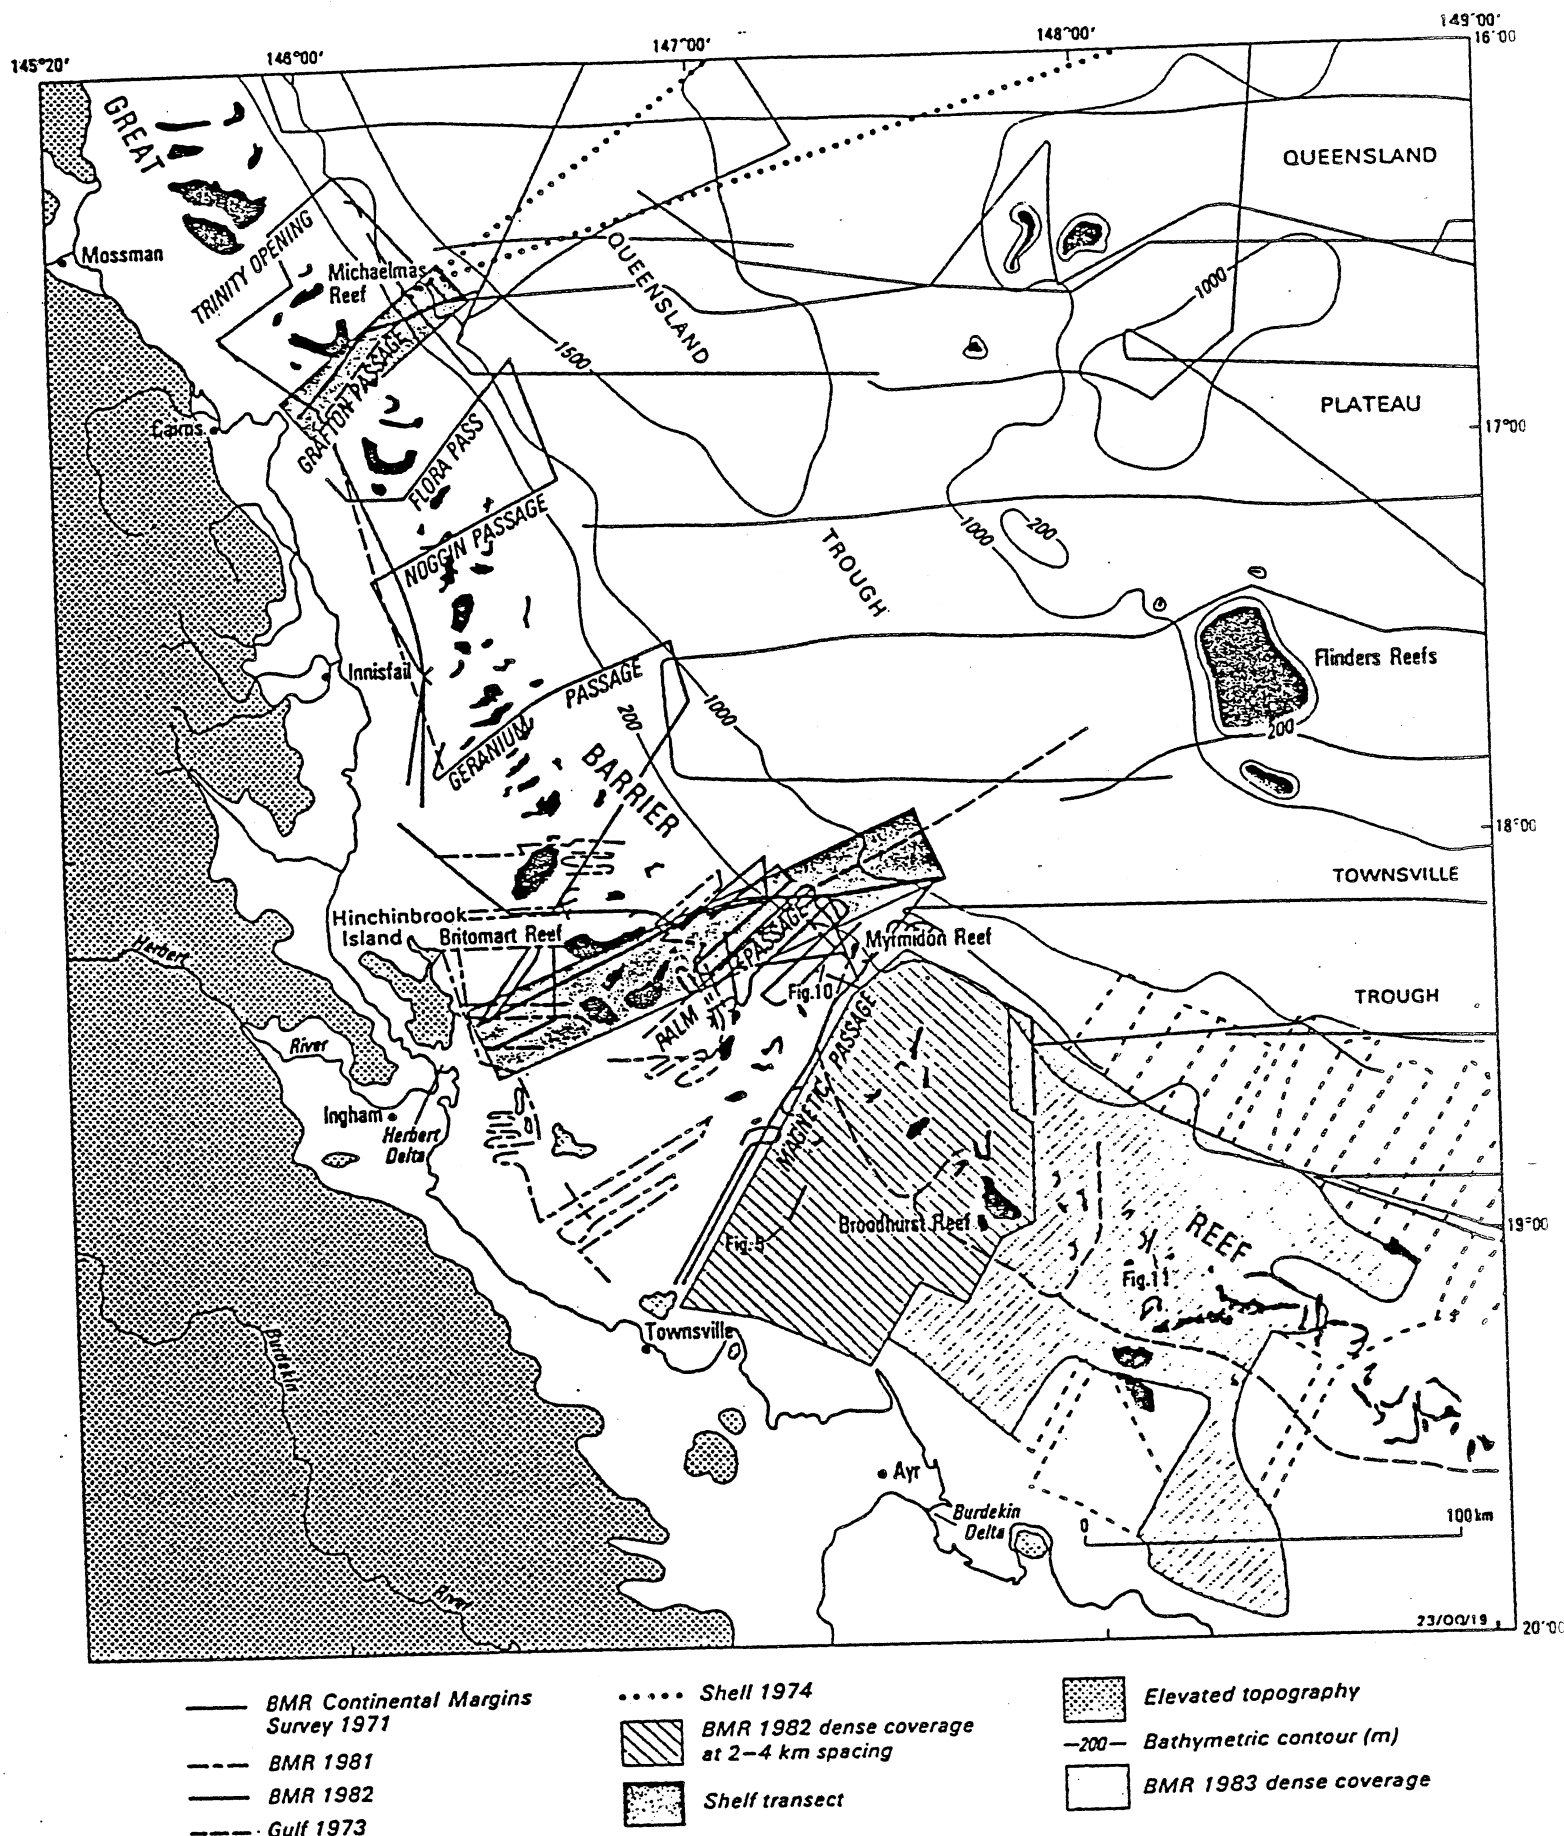 145°20'
146°00'
147°00'
148°00'
149°00'
16°00
GREAT
QUEENSLAND
Mossman
TRINITY OPENING
Michaelmas
Reef
QUEENSLAND
1000
1500
GRAFTON PASSAGE
PLATEAU
17°00
Cairns
FLORA PASS
NOGGIN PASSAGE
1000
200
TROUGH
Innisfail
PASSAGE
Flinders Reefs
200
1000
200
GERANIUM
BARRIER
18°00
TOWNSVILLE
Hinchinbrook
Island
Britomart Reef
PASSAGE
Myrmidon Reef
Herbert
Fig.10
TROUGH
River
PALM
MAGNETIC PASSAGE
Ingham
Herbert
Delta
Broadhurst Reef
REEF
19°00
Fig.5
Fig.11
Townsville
Burdekin
Ayr
Burdekin
Delta
0
100km
River
23/OQ/19
20°00
BMR Continental Margins
Survey 1971
BMR 1981
BMR 1982
Gulf 1973
Shell 1974
BMR 1982 dense coverage
at 2–4 km spacing
Shelf transect
Elevated topography
—200— Bathymetric contour (m)
BMR 1983 dense coverage